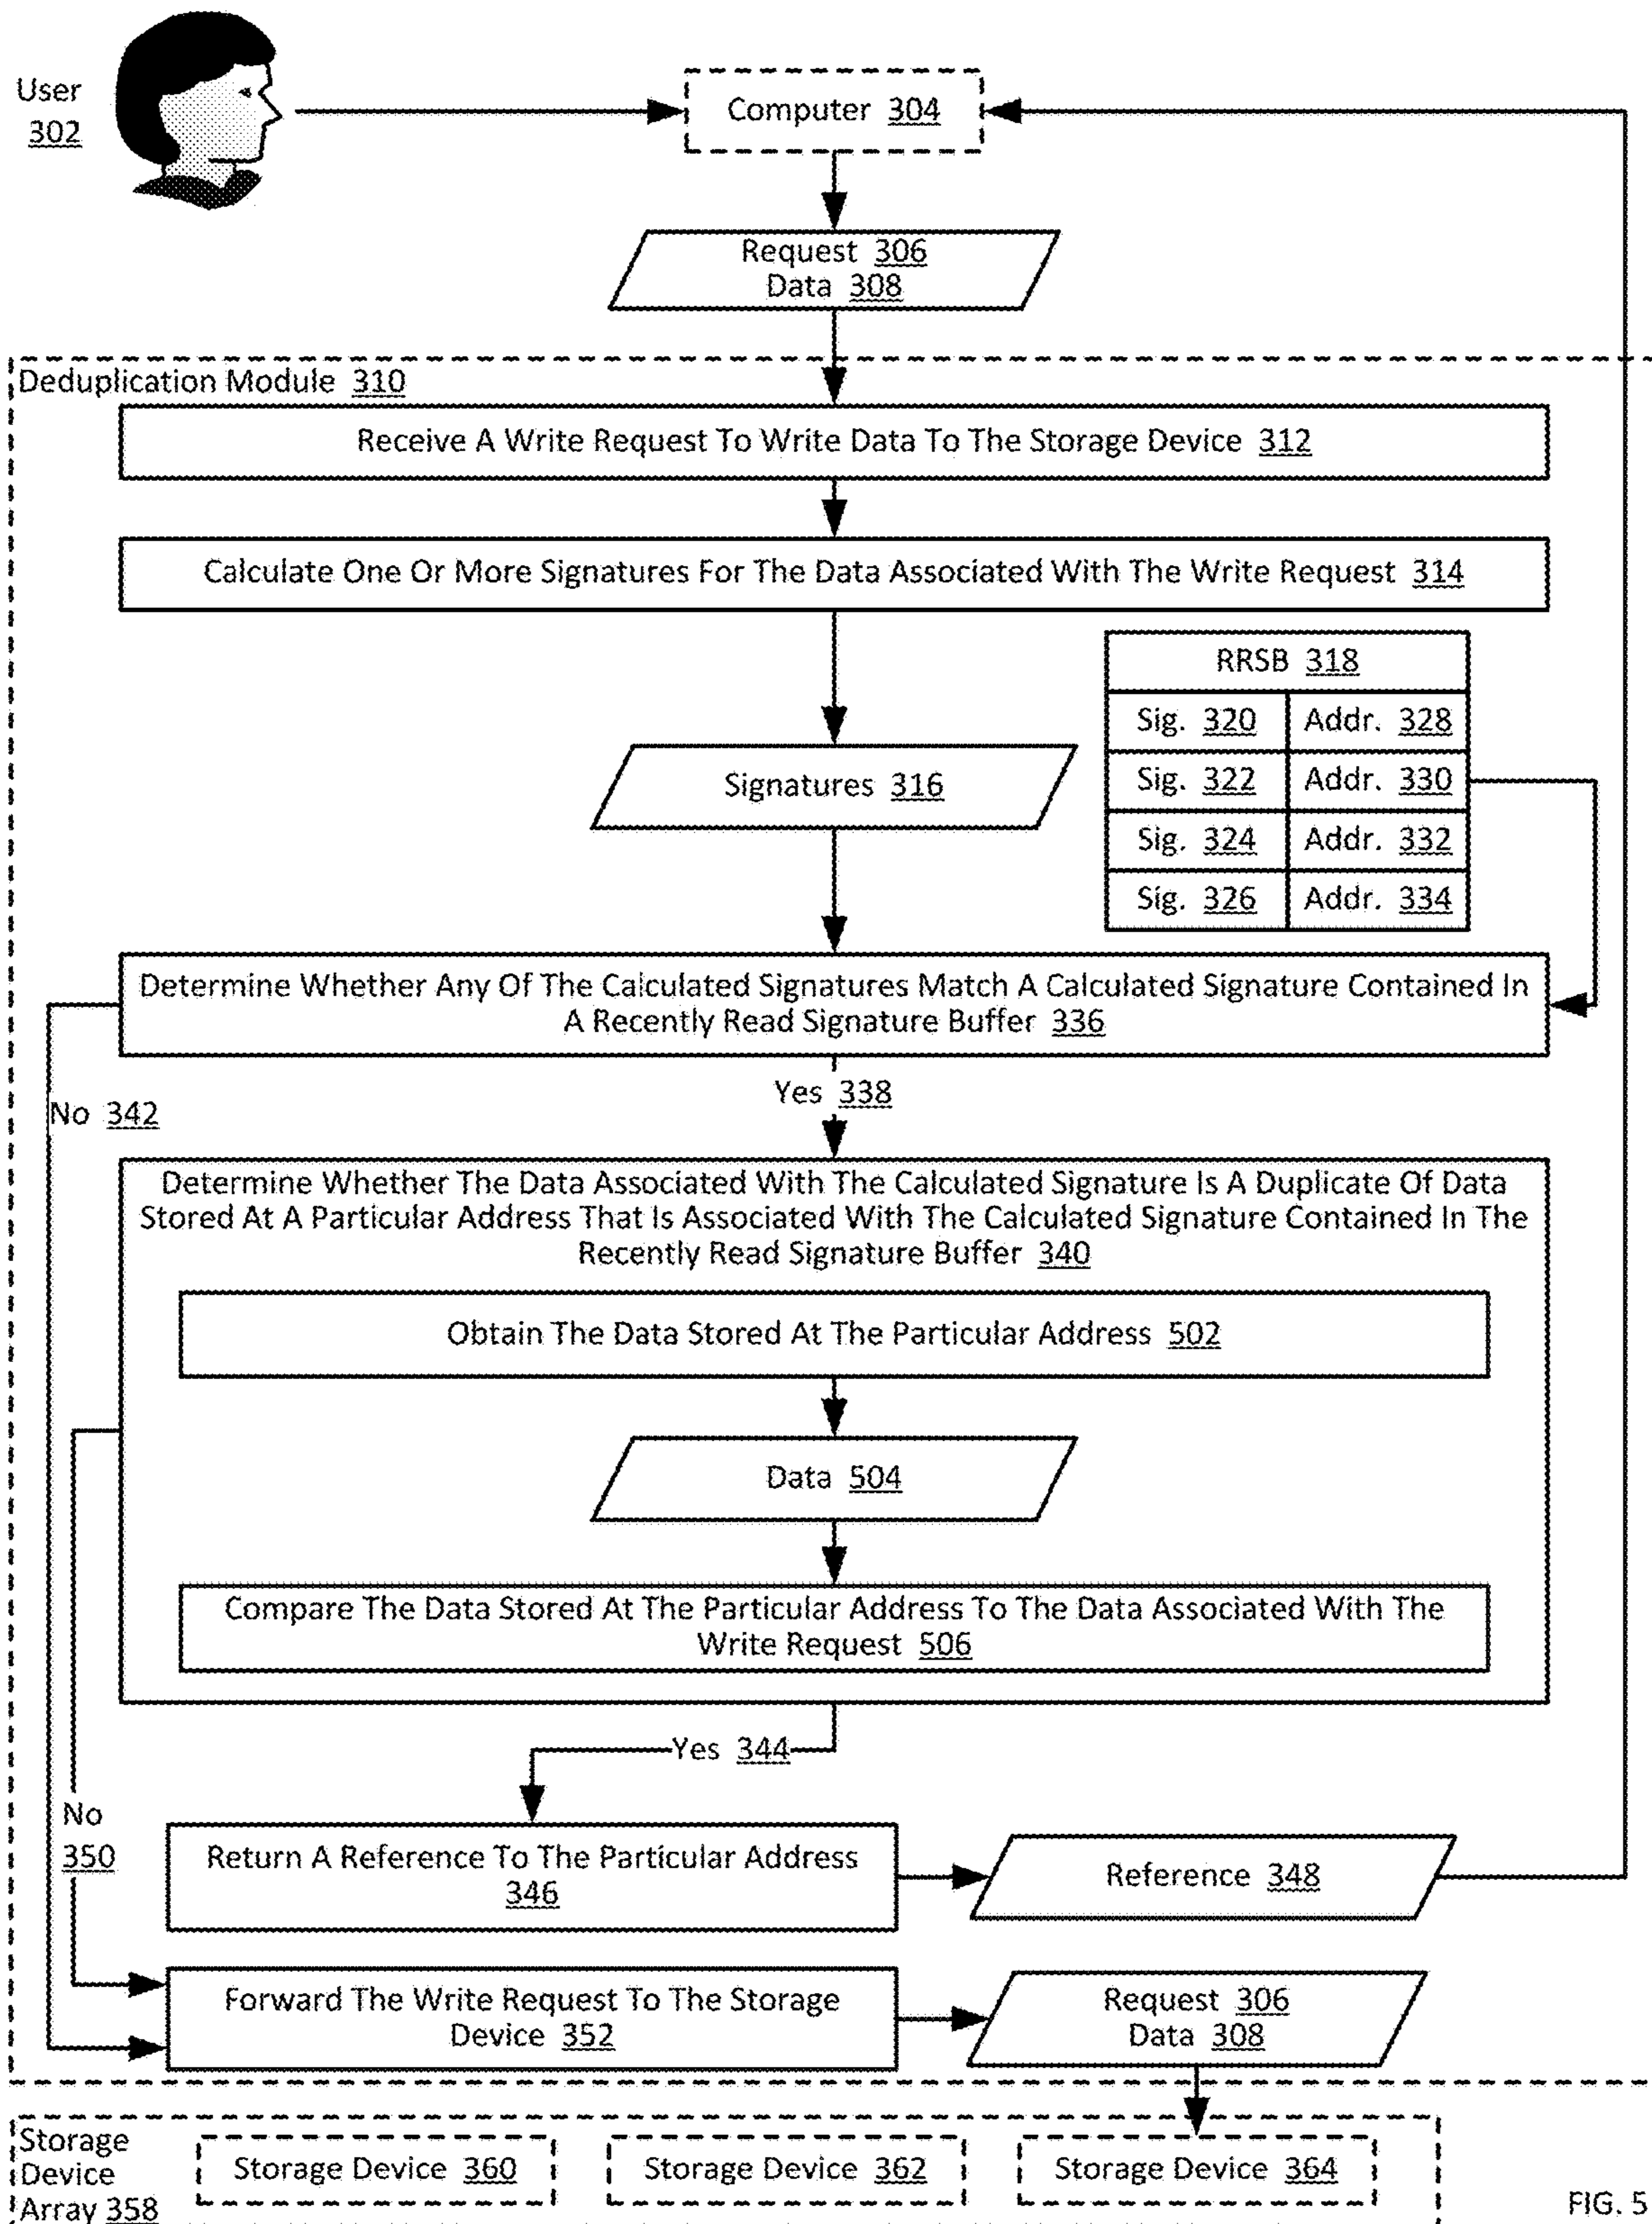 User
302
Computer 304
Request 306
Data 308
Deduplication Module 310
Receive A Write Request To Write Data To The Storage Device 312
Calculate One Or More Signatures For The Data Associated With The Write Request 314
RRSB 318
Sig. 320 Addr. 328
Sig. 322 Addr. 330
Sig. 324 Addr. 332
Sig. 326 Addr. 334
Signatures 316
Determine Whether Any Of The Calculated Signatures Match A Calculated Signature Contained In
A Recently Read Signature Buffer 336
Yes 338
No 342
Determine Whether The Data Associated With The Calculated Signature Is A Duplicate Of Data
Stored At A Particular Address That Is Associated With The Calculated Signature Contained In The
Recently Read Signature Buffer 340
Obtain The Data Stored At The Particular Address 502
Data 504
Compare The Data Stored At The Particular Address To The Data Associated With The
Write Request 506
Yes 344
No
350
Return A Reference To The Particular Address
346
Reference 348
Forward The Write Request To The Storage
Device 352
Request 306
Data 308
Storage
Device
Array 358
Storage Device 360
Storage Device 362
Storage Device 364
FIG. 5